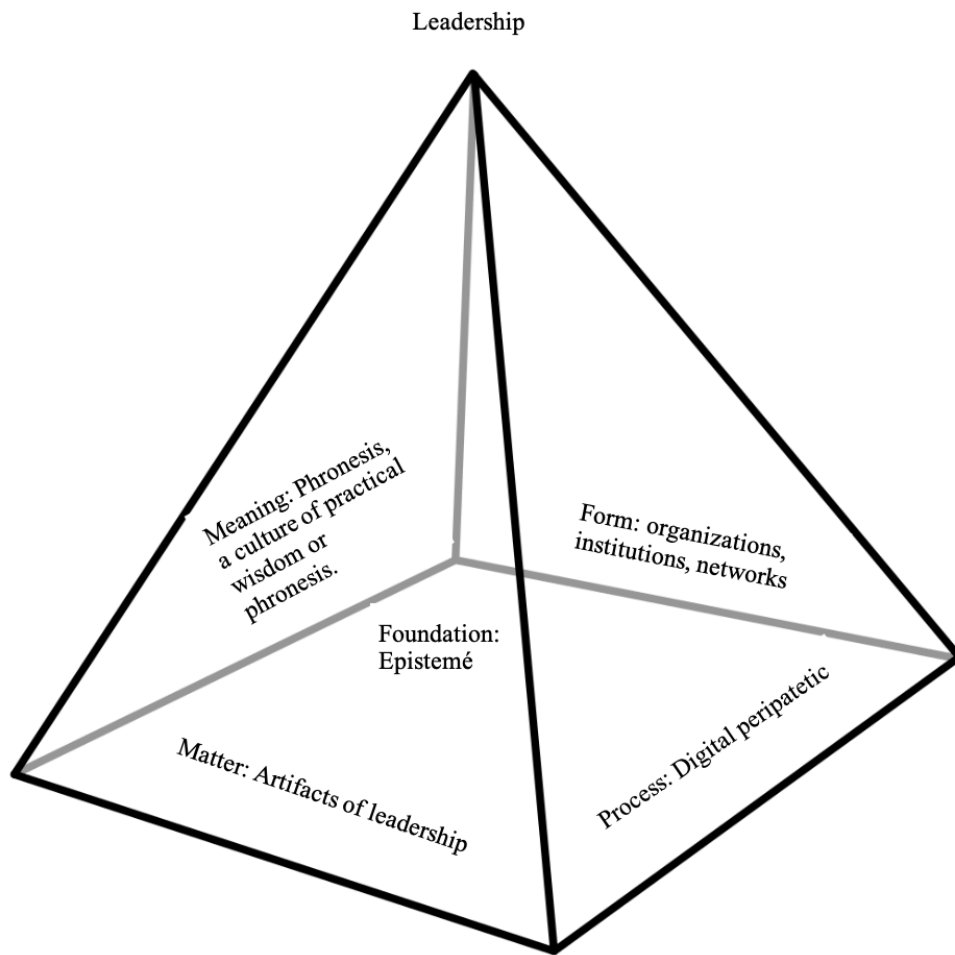 Leadership
Meaning: Phronesis,
a culture of practical
wisdom or
phronesis.
Form: organizations,
institutions, networks
Foundation:
Epistemé
Matter: Artifacts of leadership
Process: Digital peripatetic